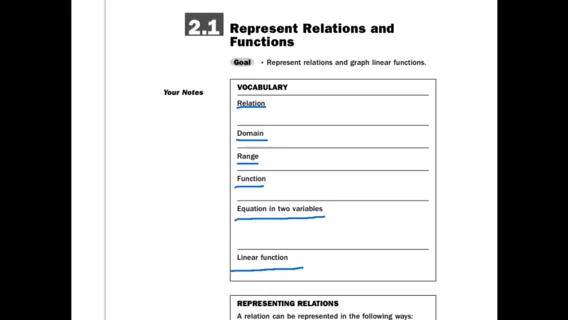 2.1 Represent Relations and
Functions
Goal • Represent relations and graph linear functions.
Your Notes
VOCABULARY
Relation
Domain
Range
Function
Equation in two variables
Linear function
REPRESENTING RELATIONS
A relation can be represented in the following ways: